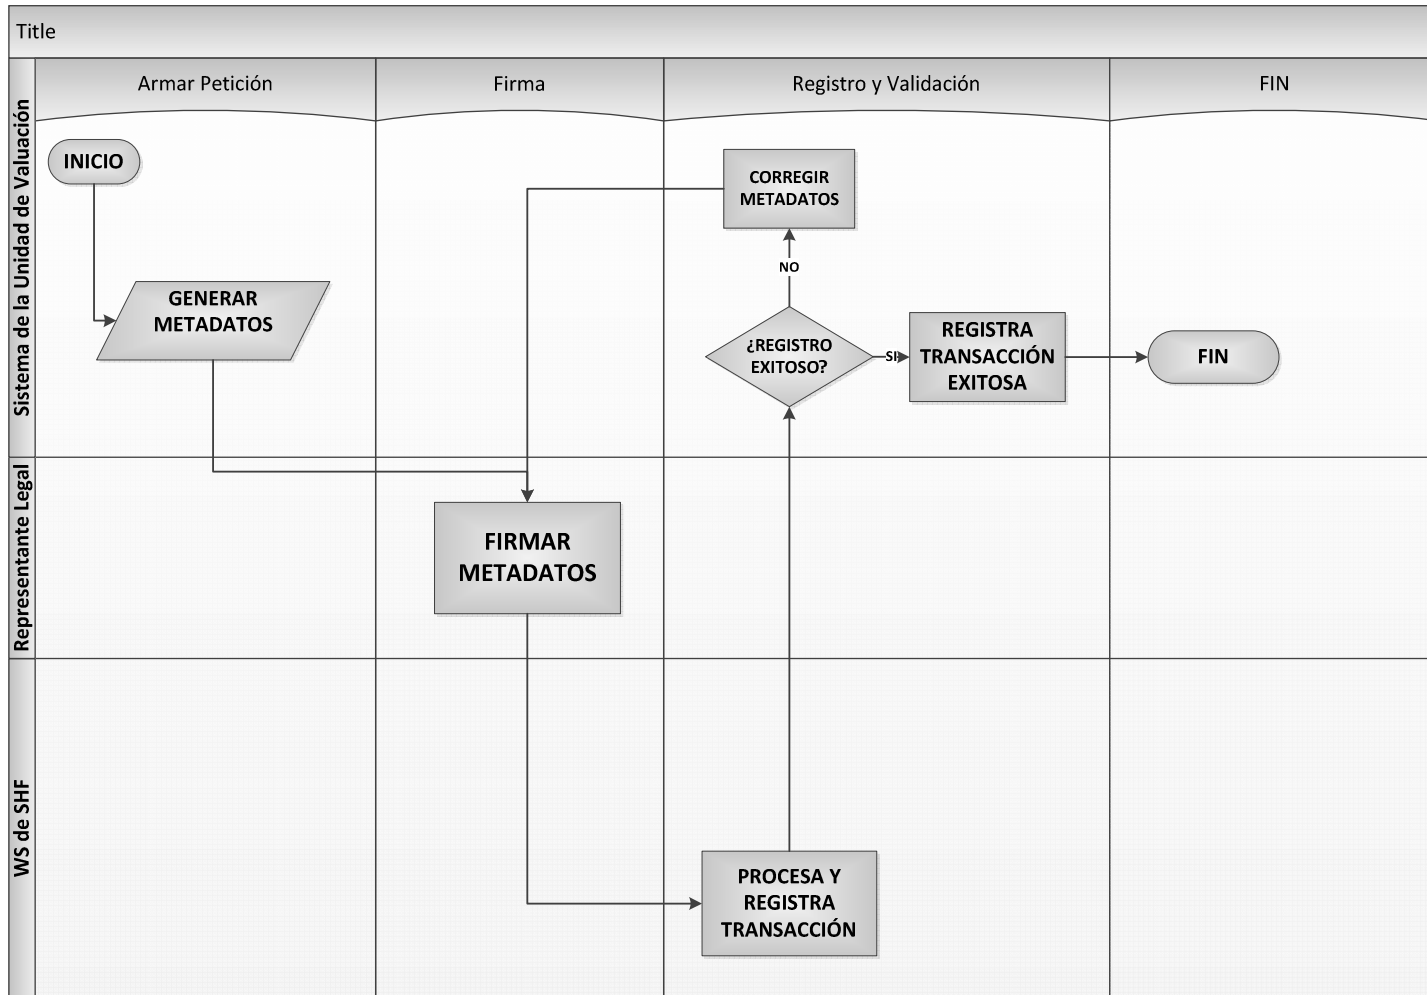 Title
Armar Petición
Firma
Registro y Validación
FIN
Sistema de la Unidad de Valuación
INICIO
GENERAR
METADATOS
CORREGIR
METADATOS
NO
¿REGISTRO
EXITOSO?
SI
REGISTRA
TRANSACCIÓN
EXITOSA
FIN
Representante Legal
FIRMAR
METADATOS
WS de SHF
PROCESA Y
REGISTRA
TRANSACCIÓN